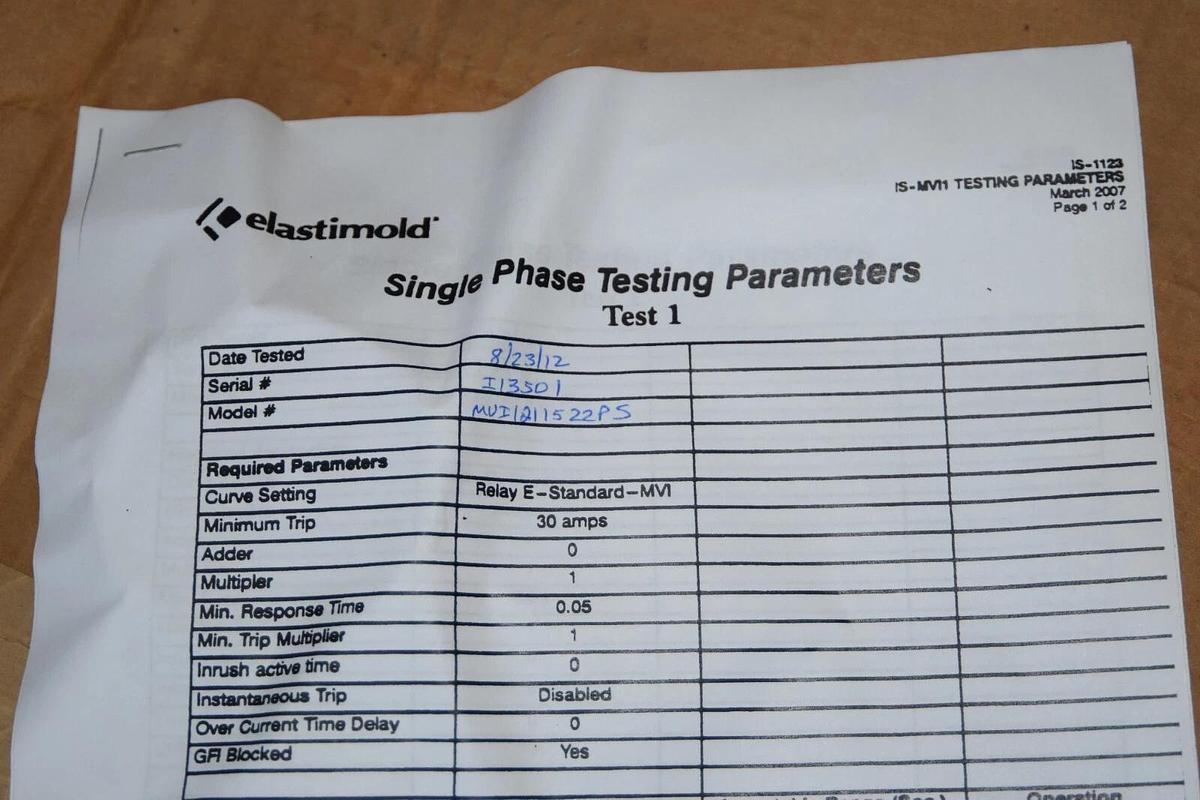 IS-1123
IS-MVI1 TESTING PARAMETERS
March 2007
Page 1 of 2
elastimold
Single Phase Testing Parameters
Test 1
Date Tested 8/23/12
Serial # I13501
Model #
Required Parameters
Curve Setting Relay E-Standard-MVI
Minimum Trip 30 amps
Adder 0
Multipler 1
Min. Response Time 0.05
Min. Trip Multiplier 1
Inrush active time 0
Instantaneous Trip Disabled
Over Current Time Delay 0
GFI Blocked Yes
Operation